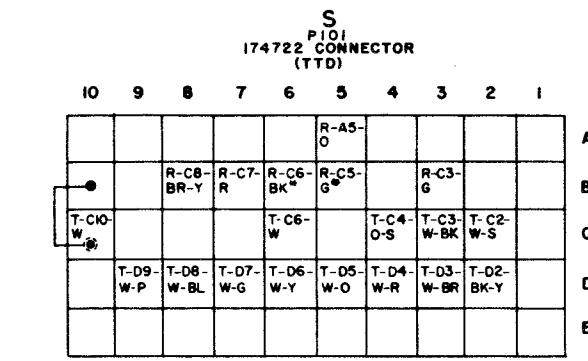 S
P101
174722 CONNECTOR
(TTD)
10 9 8 7 6 5 4 3 2 1
R-A5-
O
A
R-C8- R-C7- R-C6- R-C5- R-C3-
BR-Y R BK* G* G
B
T-C10- T-C6- T-C4- T-C3- T-C2-
W W O-S W-BK W-S
C
T-D9- T-D8- T-D7- T-D6- T-D5- T-D4- T-D3- T-D2-
W-P W-BL W-G W-Y W-O W-R W-BR BK-Y
D
E